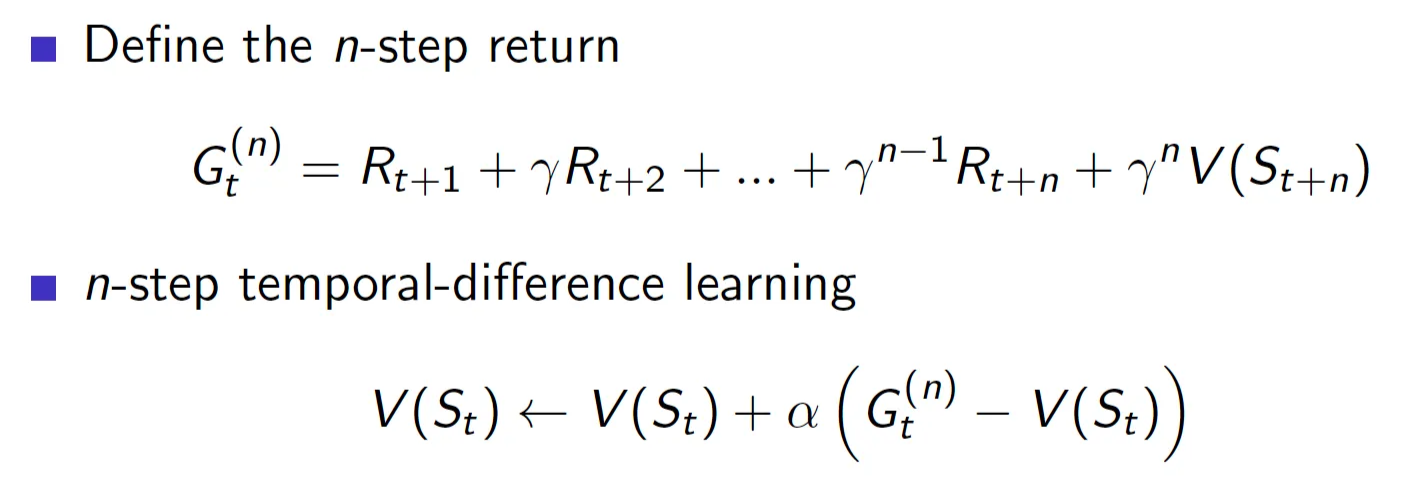 ■ Define the n-step return
G_t^{(n)} = R_{t+1} + γR_{t+2} + ... + γ^{n−1}R_{t+n} + γ^n V(S_{t+n})
■ n-step temporal-difference learning
V(S_t) ← V(S_t) + α (G_t^{(n)} − V(S_t))